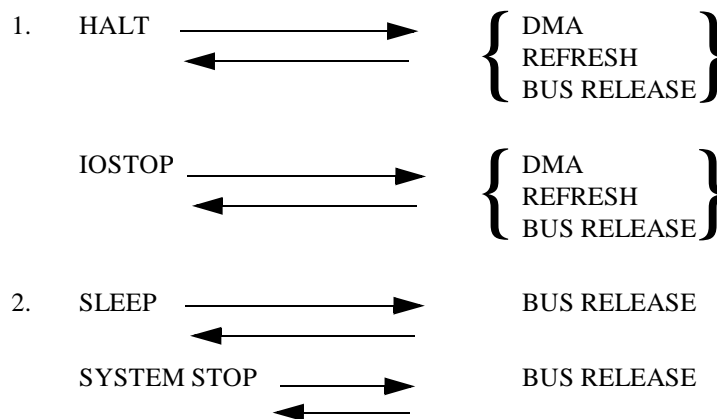 1. HALT { DMA }
REFRESH
BUS RELEASE
IOSTOP { DMA }
REFRESH
BUS RELEASE
2. SLEEP BUS RELEASE
SYSTEM STOP BUS RELEASE